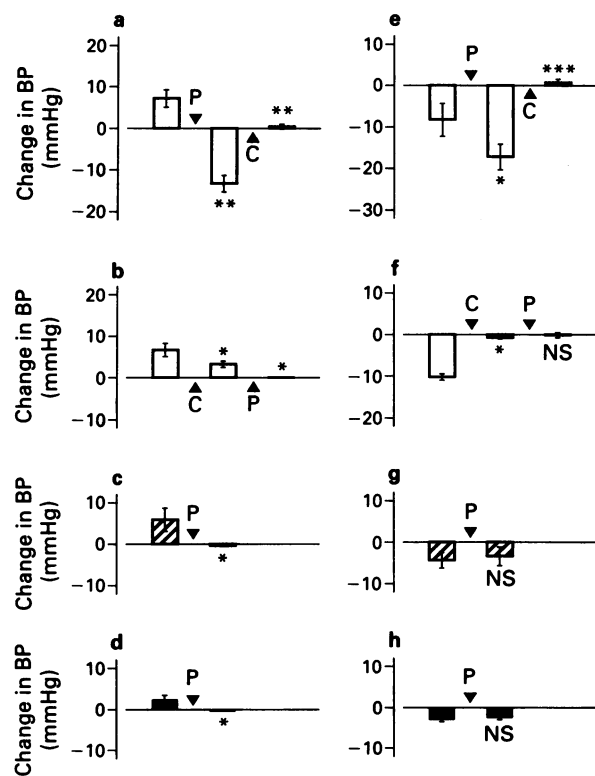 a
Change in BP
(mmHg)
20
10
0
−10
−20
P
**
C
**
e
10
0
−10
−20
−30
P
*
C
***
b
Change in BP
(mmHg)
20
10
0
−10
C
*
P
*
f
10
0
−10
−20
C
*
P
NS
c
Change in BP
(mmHg)
10
0
−10
P
*
g
10
0
−10
P
NS
d
Change in BP
(mmHg)
10
0
−10
P
*
h
10
0
−10
P
NS